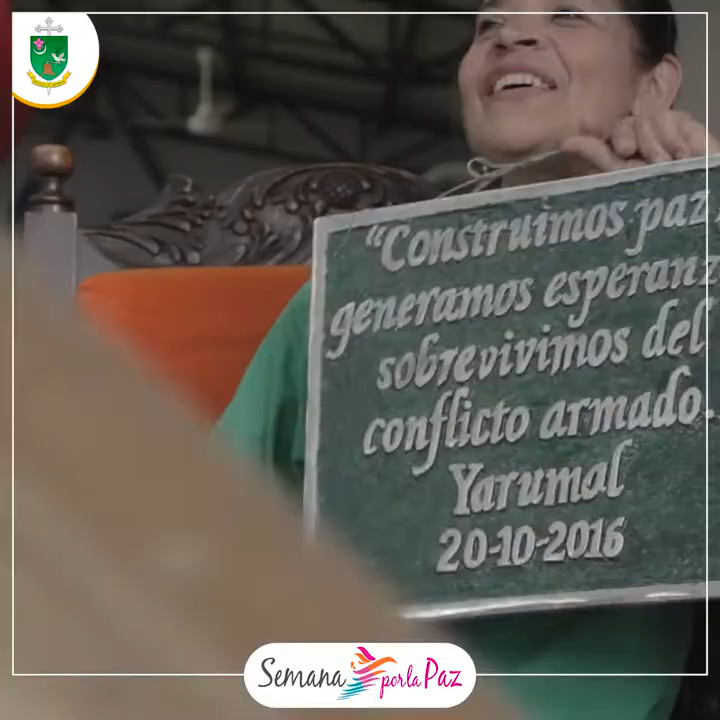 “Construimos paz
generamos esperanz
sobrevivimos del
conflicto armado.
Yarumal
20-10-2016
Semana por la Paz